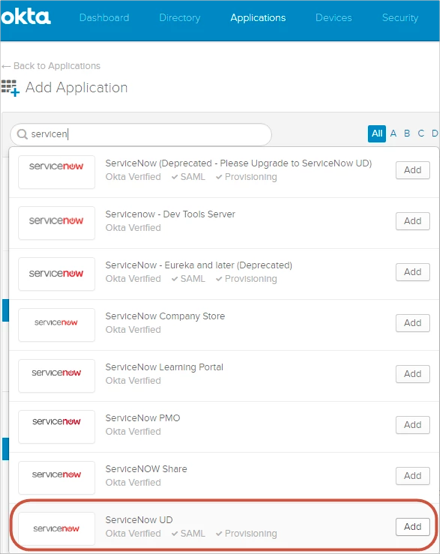 okta Dashboard Directory Applications Devices Security
← Back to Applications
Add Application
servicen
All A B C D
servicenow ServiceNow (Deprecated - Please Upgrade to ServiceNow UD) Add
Okta Verified ✓ SAML ✓ Provisioning
servicenow Servicenow - Dev Tools Server Add
Okta Verified
servicenow ServiceNow - Eureka and later (Deprecated) Add
Okta Verified ✓ SAML ✓ Provisioning
servicenow ServiceNow Company Store Add
Okta Verified
servicenow ServiceNow Learning Portal Add
Okta Verified
servicenow ServiceNow PMO Add
Okta Verified
servicenow ServiceNOW Share Add
Okta Verified
servicenow ServiceNow UD Add
Okta Verified ✓ SAML ✓ Provisioning